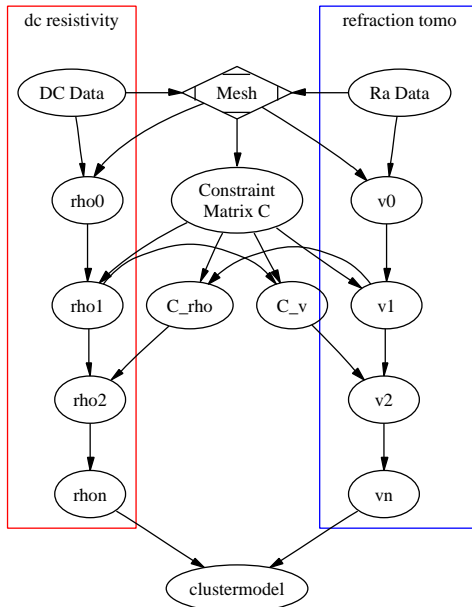 dc resistivity
refraction tomo
DC Data
Mesh
Ra Data
rho0
Constraint
Matrix C
v0
rho1
C_rho
C_v
v1
rho2
v2
rhon
vn
clustermodel